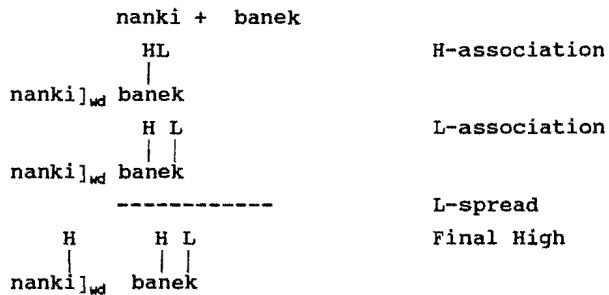 nanki + banek
HL H-association
nanki]wd banek
H L L-association
nanki]wd banek
------------ L-spread
H H L Final High
nanki]wd banek